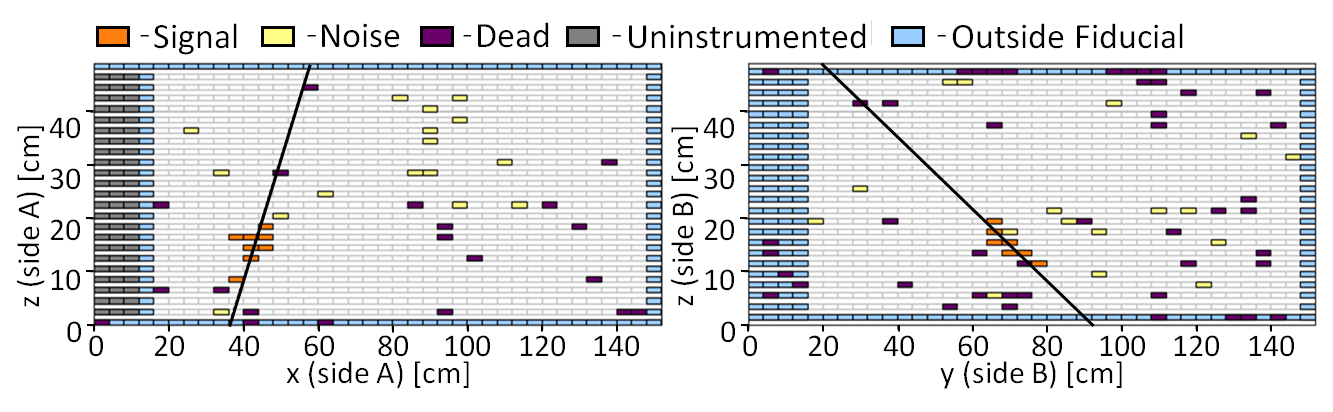 -Signal -Noise -Dead -Uninstrumented -Outside Fiducial
z (side A) [cm]
40
30
20
10
0
0 20 40 60 80 100 120 140
x (side A) [cm]
z (side B) [cm]
40
30
20
10
0
0 20 40 60 80 100 120 140
y (side B) [cm]